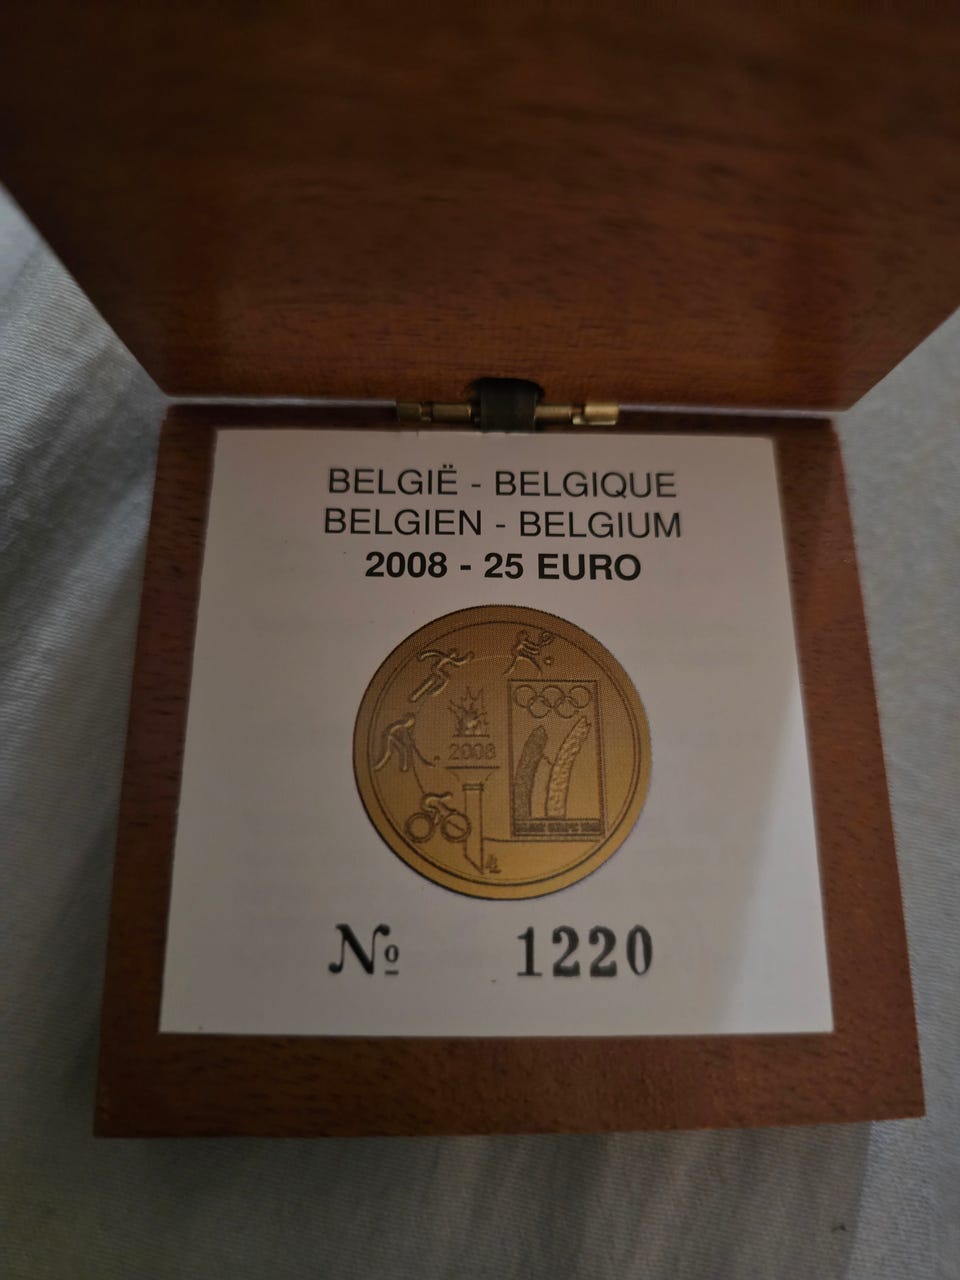 BELGIË - BELGIQUE
BELGIEN - BELGIUM
2008 - 25 EURO
2008
№ 1220